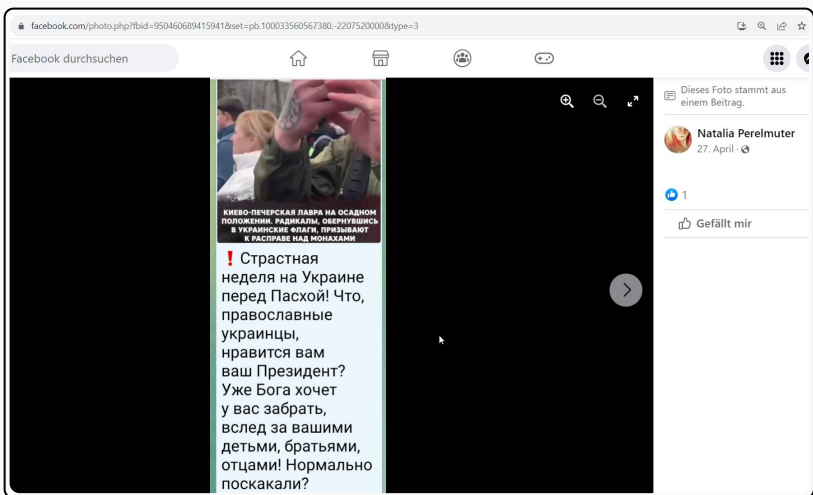 facebook.com/photo.php?fbid=950460689415941&set=pb.100033560567380.-2207520000&type=3
Facebook durchsuchen
Dieses Foto stammt aus
einem Beitrag.
Natalia Perelmuter
27. April ·
1
Gefällt mir
КИЕВО-ПЕЧЕРСКАЯ ЛАВРА НА ОСАДНОМ
ПОЛОЖЕНИИ. РАДИКАЛЫ, ОБЕРНУВШИСЬ
В УКРАИНСКИЕ ФЛАГИ, ПРИЗЫВАЮТ
К РАСПРАВЕ НАД МОНАХАМИ
❗ Страстная
неделя на Украине
перед Пасхой! Что,
православные
украинцы,
нравится вам
ваш Президент?
Уже Бога хочет
у вас забрать,
вслед за вашими
детьми, братьями,
отцами! Нормально
поскакали?